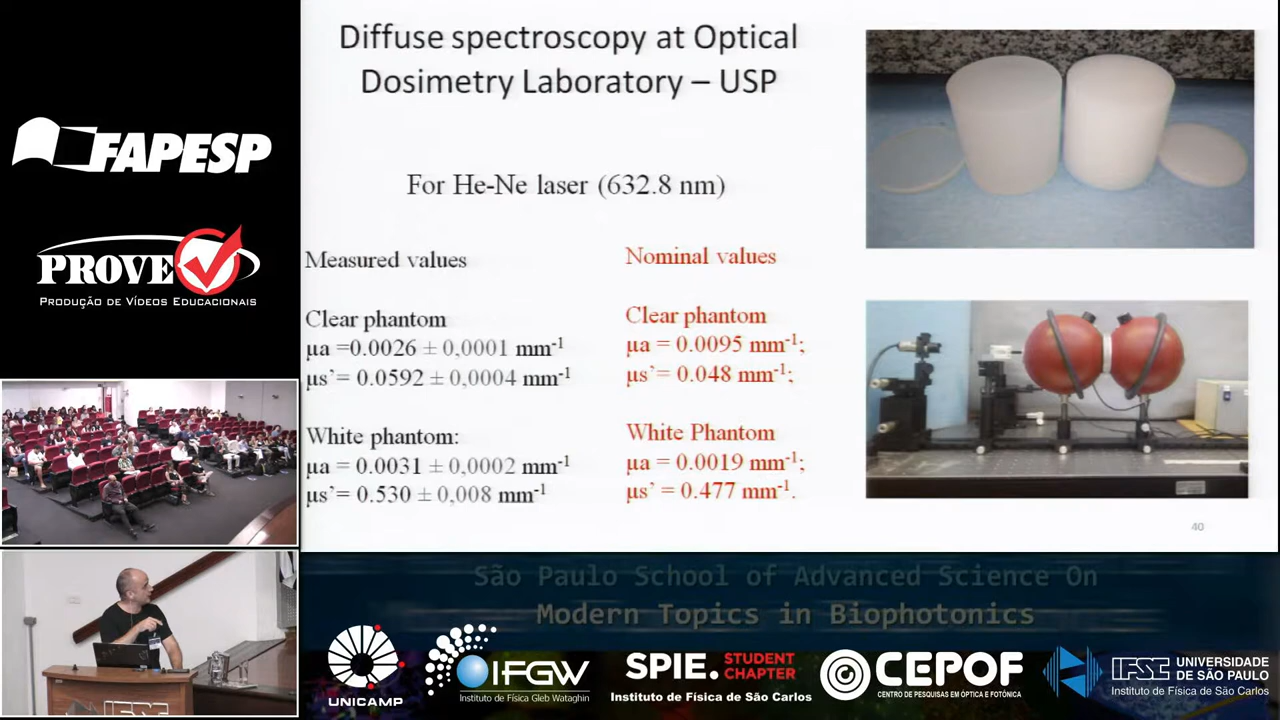 FAPESP
PROVE
PRODUÇÃO DE VÍDEOS EDUCACIONAIS
Diffuse spectroscopy at Optical
Dosimetry Laboratory – USP
For He-Ne laser (632.8 nm)
Measured values
Clear phantom
µa =0.0026 ± 0,0001 mm⁻¹
µs’= 0.0592 ± 0,0004 mm⁻¹
White phantom:
µa = 0.0031 ± 0,0002 mm⁻¹
µs’= 0.530 ± 0,008 mm⁻¹
Nominal values
Clear phantom
µa = 0.0095 mm⁻¹;
µs’= 0.048 mm⁻¹;
White Phantom
µa = 0.0019 mm⁻¹;
µs’ = 0.477 mm⁻¹.
40
São Paulo School of Advanced Science On
Modern Topics in Biophotonics
UNICAMP
IFGW
Instituto de Física Gleb Wataghin
SPIE. STUDENT
CHAPTER
Instituto de Física de São Carlos
CEPOF
CENTRO DE PESQUISAS EM ÓPTICA E FOTÔNICA
IFSC UNIVERSIDADE
DE SÃO PAULO
Instituto de Física de São Carlos